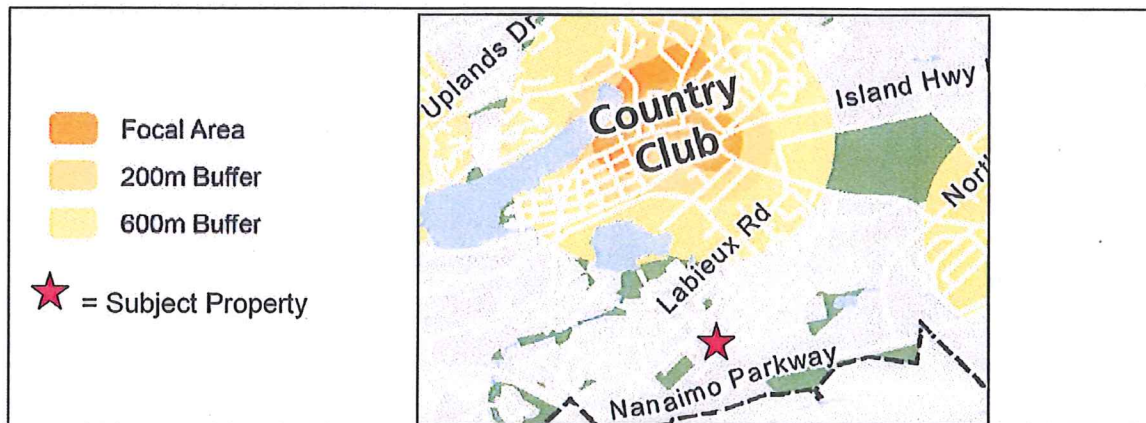 Focal Area
200m Buffer
600m Buffer
= Subject Property
Uplands Dr
Country
Club
Island Hwy
North
Labieux Rd
Nanaimo Parkway